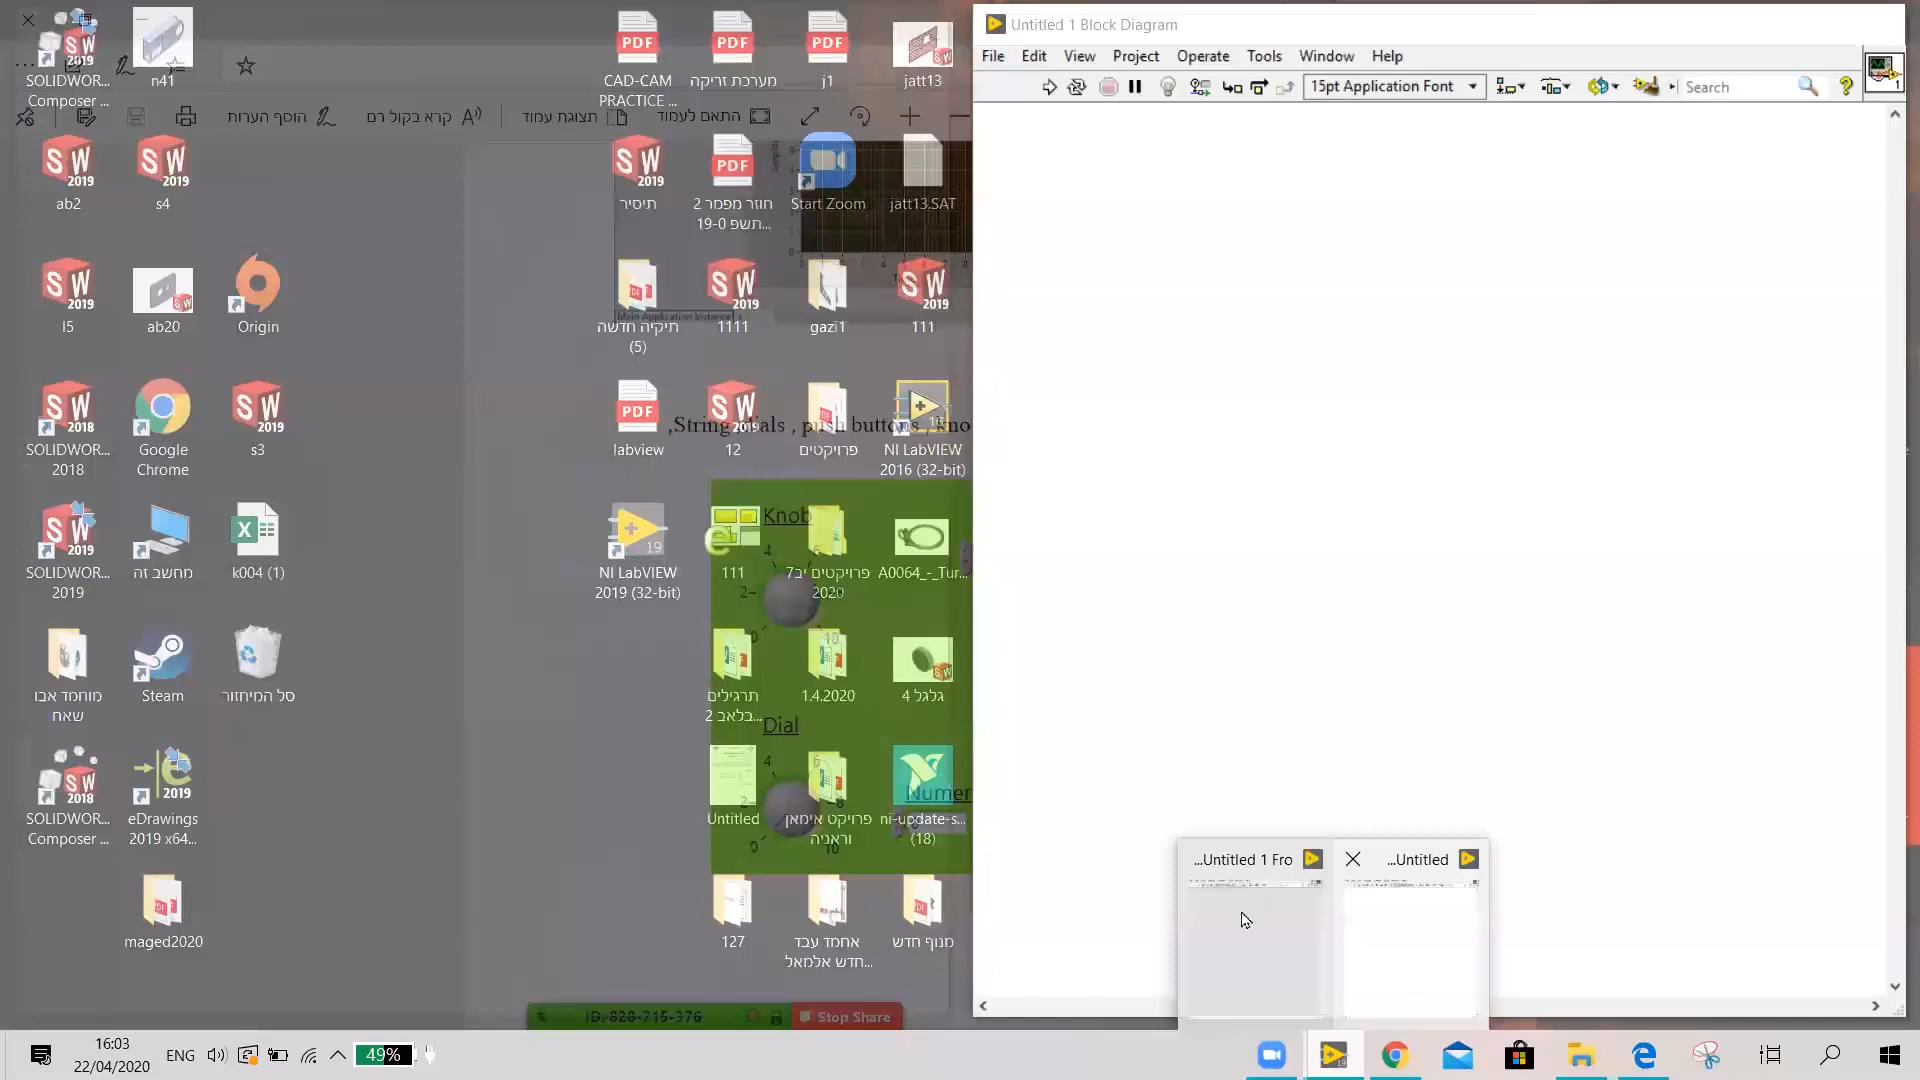 SOLIDWOR...
Composer ...
n41
ab2
s4
I5
ab20
Origin
SOLIDWOR...
2018
Google
Chrome
s3
SOLIDWOR...
2019
מחשב זה
k004 (1)
מוחמד אבו
שאח
Steam
סל המיחזור
SOLIDWOR...
Composer ...
eDrawings
2019 x64...
maged2020
הוסף הערות
קרא בקול רם
תצוגת עמוד
התאם לעמוד
CAD-CAM
PRACTICE ...
מערכת זריקה
j1
jatt13
תיסיר
חוזר מפמר 2
תשפ 19-0...
Start Zoom
jatt13.SAT
Main Application Instance
תיקיה חדשה
(5)
1111
gazi1
111
,String ,dials , push buttons , kno
labview
12
פרויקטים
NI LabVIEW
2016 (32-bit)
Knob
NI LabVIEW
2019 (32-bit)
111
פרויקטים יב7
2020
A0064_-_Tur...
תרגילים
בלאב 2...
1.4.2020
גלגל 4
Dial
Numer
Untitled
פרויקט אימאן
וראניה
ni-update-s...
(18)
127
אחמד עבד
חדש אלמאל...
מנוף חדש
ID: 828-715-376
Stop Share
Untitled 1 Block Diagram
File Edit View Project Operate Tools Window Help
15pt Application Font
Search
...Untitled 1 Fro
...Untitled
16:03
22/04/2020
ENG
49%